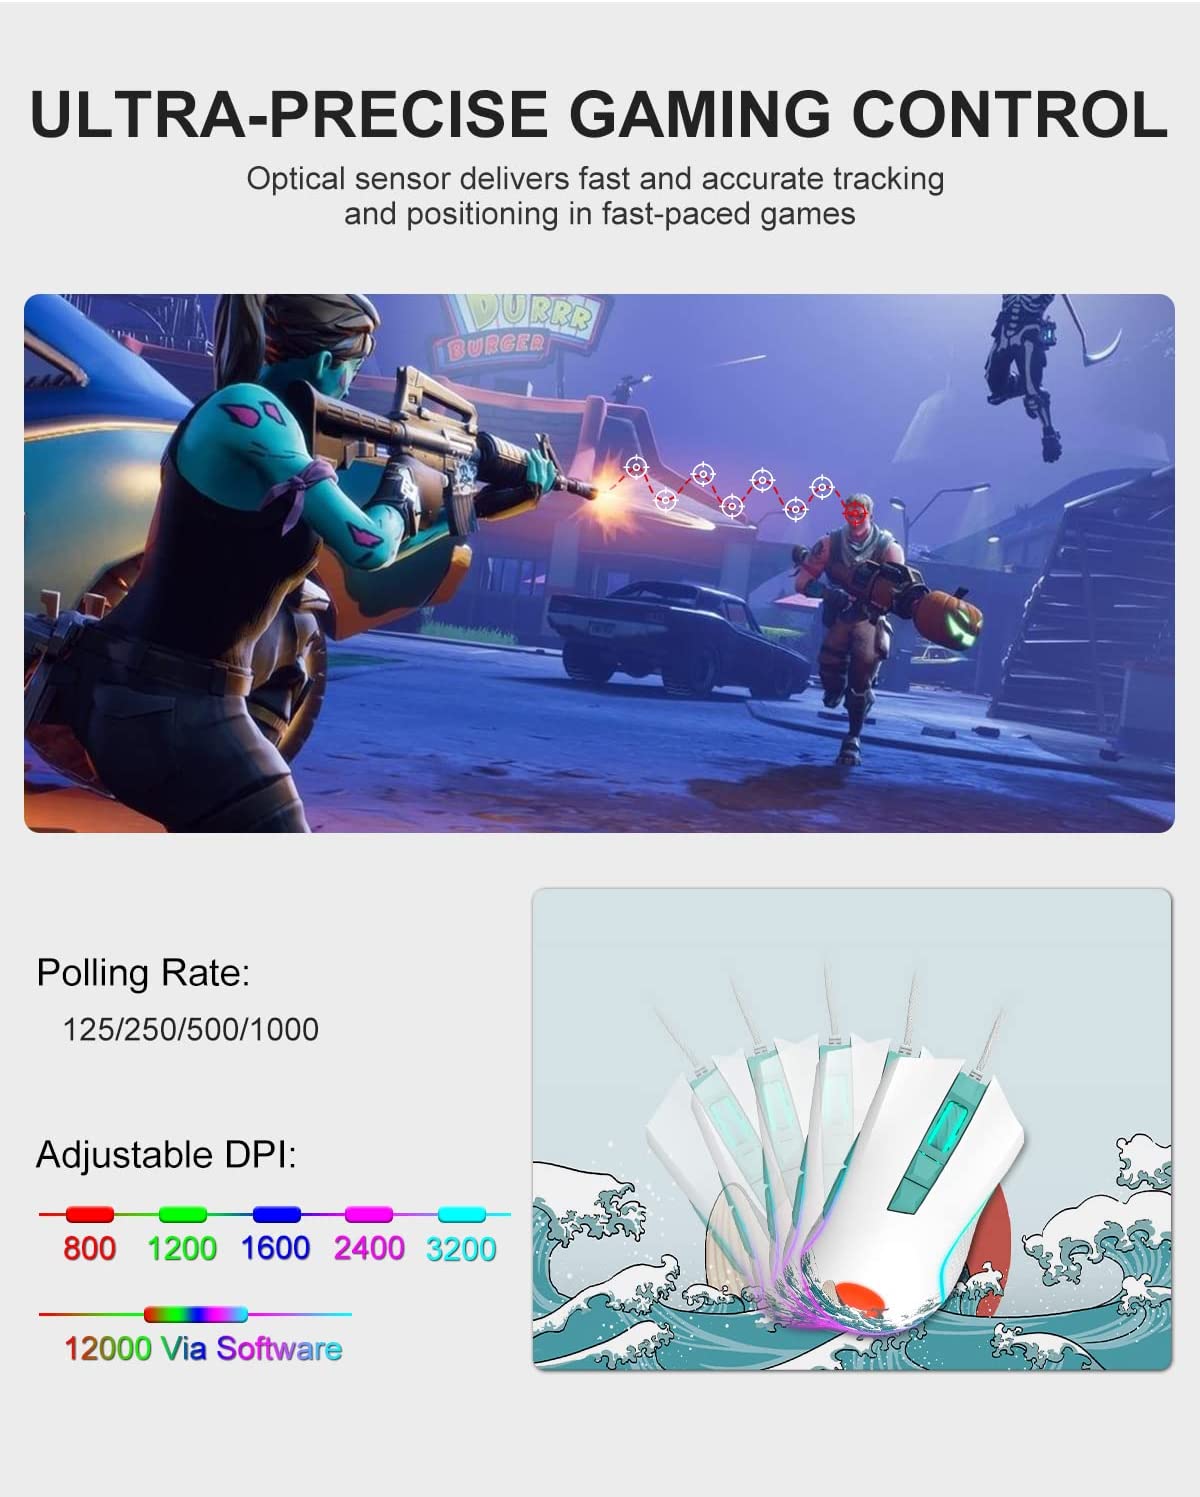 ULTRA-PRECISE GAMING CONTROL
Optical sensor delivers fast and accurate tracking
and positioning in fast-paced games
DURRR
BURGER
Polling Rate:
125/250/500/1000
Adjustable DPI:
800 1200 1600 2400 3200
12000 Via Software